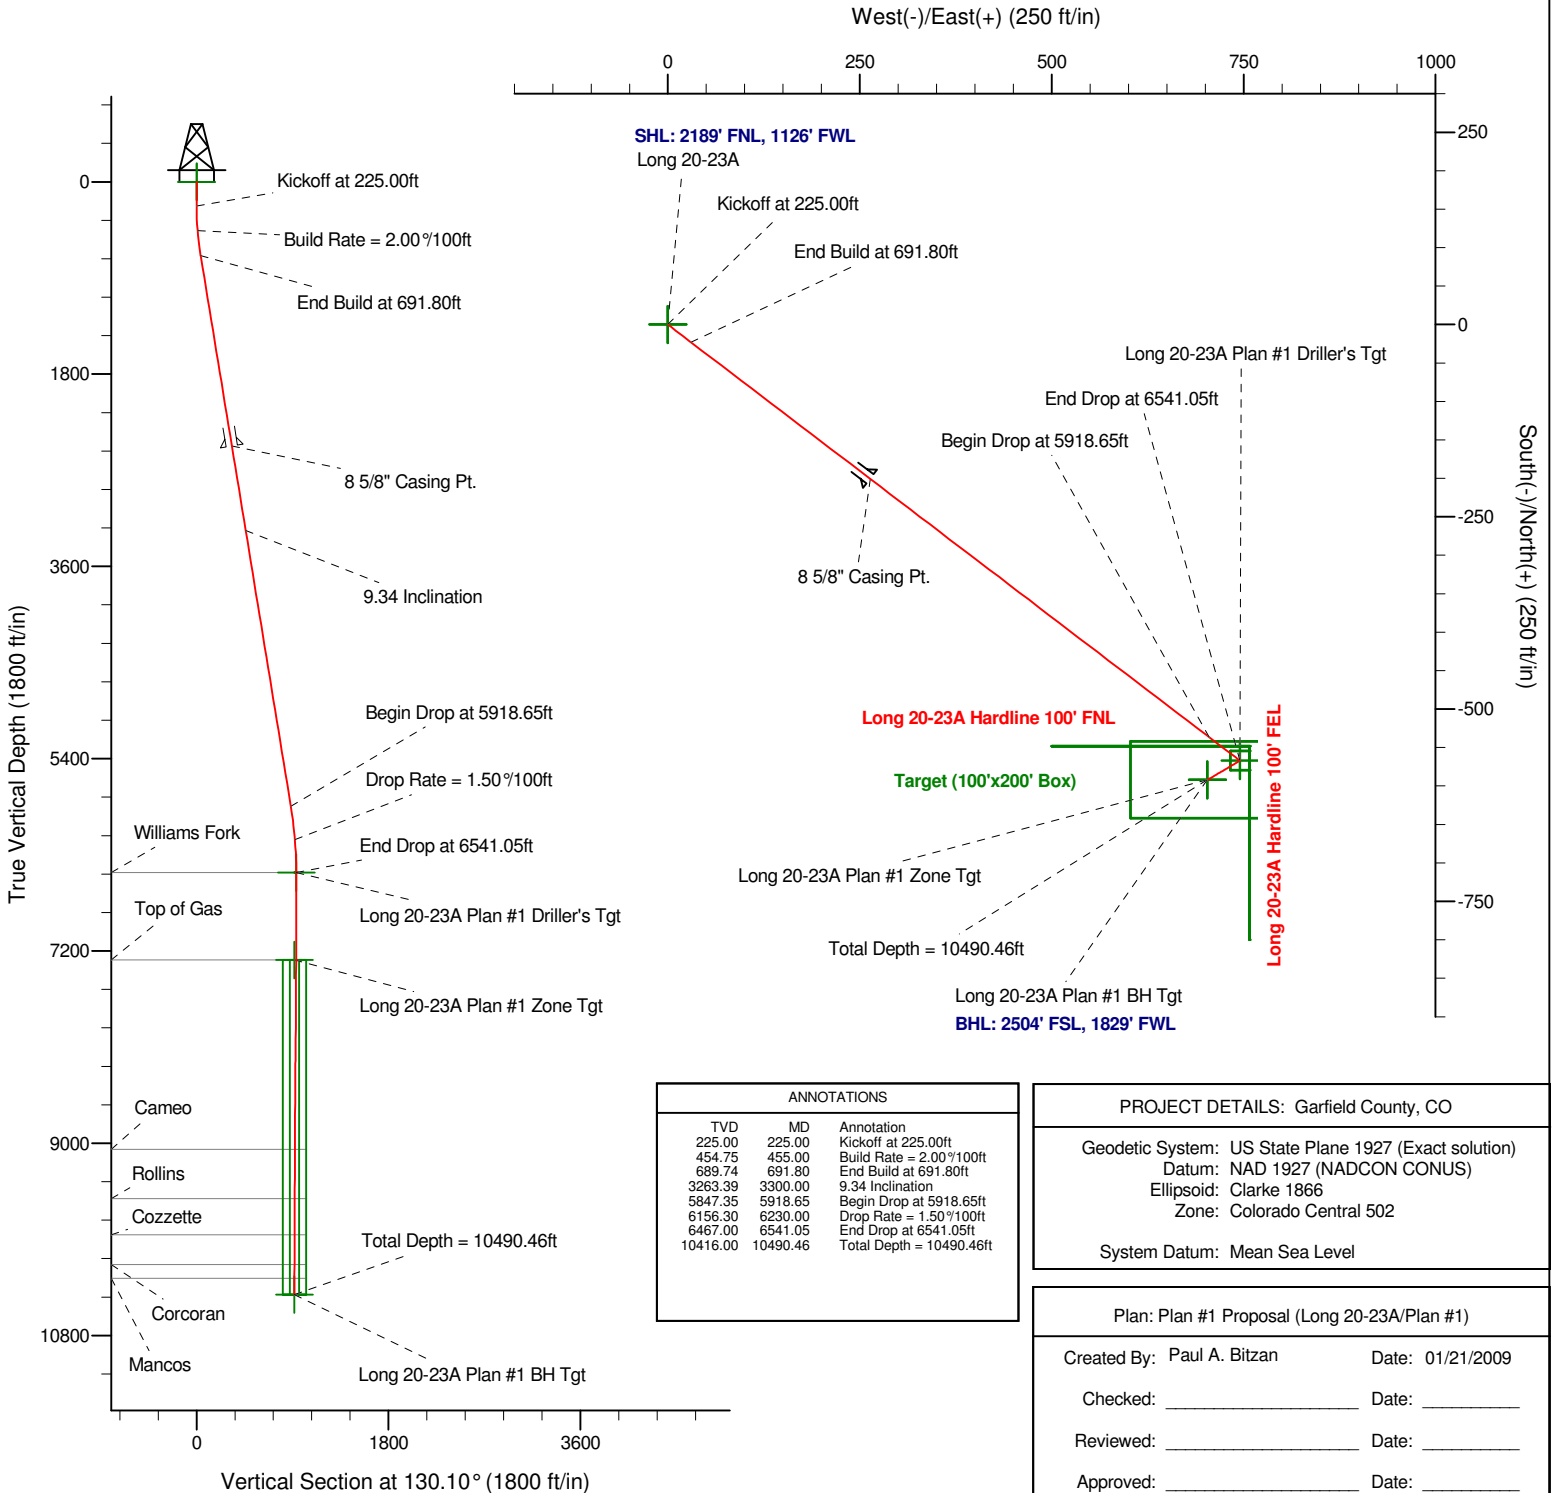 West(-)/East(+) (250 ft/in)
0 250 500 750 1000
SHL: 2189' FNL, 1126' FWL
Long 20-23A
Kickoff at 225.00ft
End Build at 691.80ft
Long 20-23A Plan #1 Driller's Tgt
End Drop at 6541.05ft
Begin Drop at 5918.65ft
8 5/8" Casing Pt.
Long 20-23A Hardline 100' FNL
Target (100'x200' Box)
Long 20-23A Hardline 100' FEL
Long 20-23A Plan #1 Zone Tgt
Total Depth = 10490.46ft
Long 20-23A Plan #1 BH Tgt
BHL: 2504' FSL, 1829' FWL
250
0
-250
-500
-750
South(-)/North(+) (250 ft/in)
True Vertical Depth (1800 ft/in)
0
1800
3600
5400
7200
9000
10800
Kickoff at 225.00ft
Build Rate = 2.00°/100ft
End Build at 691.80ft
8 5/8" Casing Pt.
9.34 Inclination
Begin Drop at 5918.65ft
Drop Rate = 1.50°/100ft
End Drop at 6541.05ft
Williams Fork
Long 20-23A Plan #1 Driller's Tgt
Top of Gas
Long 20-23A Plan #1 Zone Tgt
Cameo
Rollins
Cozzette
Total Depth = 10490.46ft
Corcoran
Mancos
Long 20-23A Plan #1 BH Tgt
0 1800 3600
Vertical Section at 130.10° (1800 ft/in)
ANNOTATIONS
TVD MD Annotation
225.00 225.00 Kickoff at 225.00ft
454.75 455.00 Build Rate = 2.00°/100ft
689.74 691.80 End Build at 691.80ft
3263.39 3300.00 9.34 Inclination
5847.35 5918.65 Begin Drop at 5918.65ft
6156.30 6230.00 Drop Rate = 1.50°/100ft
6467.00 6541.05 End Drop at 6541.05ft
10416.00 10490.46 Total Depth = 10490.46ft
PROJECT DETAILS: Garfield County, CO
Geodetic System: US State Plane 1927 (Exact solution)
Datum: NAD 1927 (NADCON CONUS)
Ellipsoid: Clarke 1866
Zone: Colorado Central 502
System Datum: Mean Sea Level
Plan: Plan #1 Proposal (Long 20-23A/Plan #1)
Created By: Paul A. Bitzan Date: 01/21/2009
Checked: ____________________ Date: __________
Reviewed: ____________________ Date: __________
Approved: ____________________ Date: __________